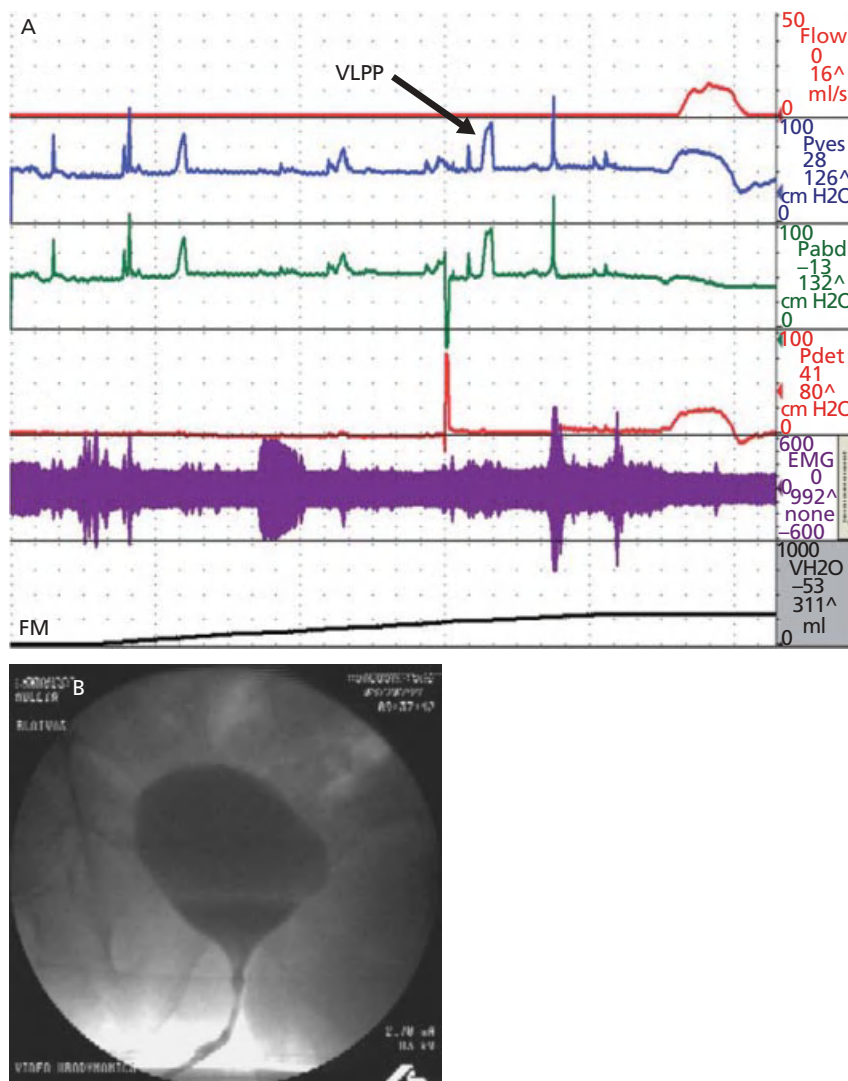 A
50
Flow
0
16^
ml/s
0
VLPP
100
Pves
28
126^
cm H2O
0
100
Pabd
−13
132^
cm H2O
0
100
Pdet
41
80^
cm H2O
0
600
EMG
0
0
992^
none
−600
1000
VH2O
−53
311^
ml
0
FM
B
BLAIVAS
VIDEO URODYNAMICS